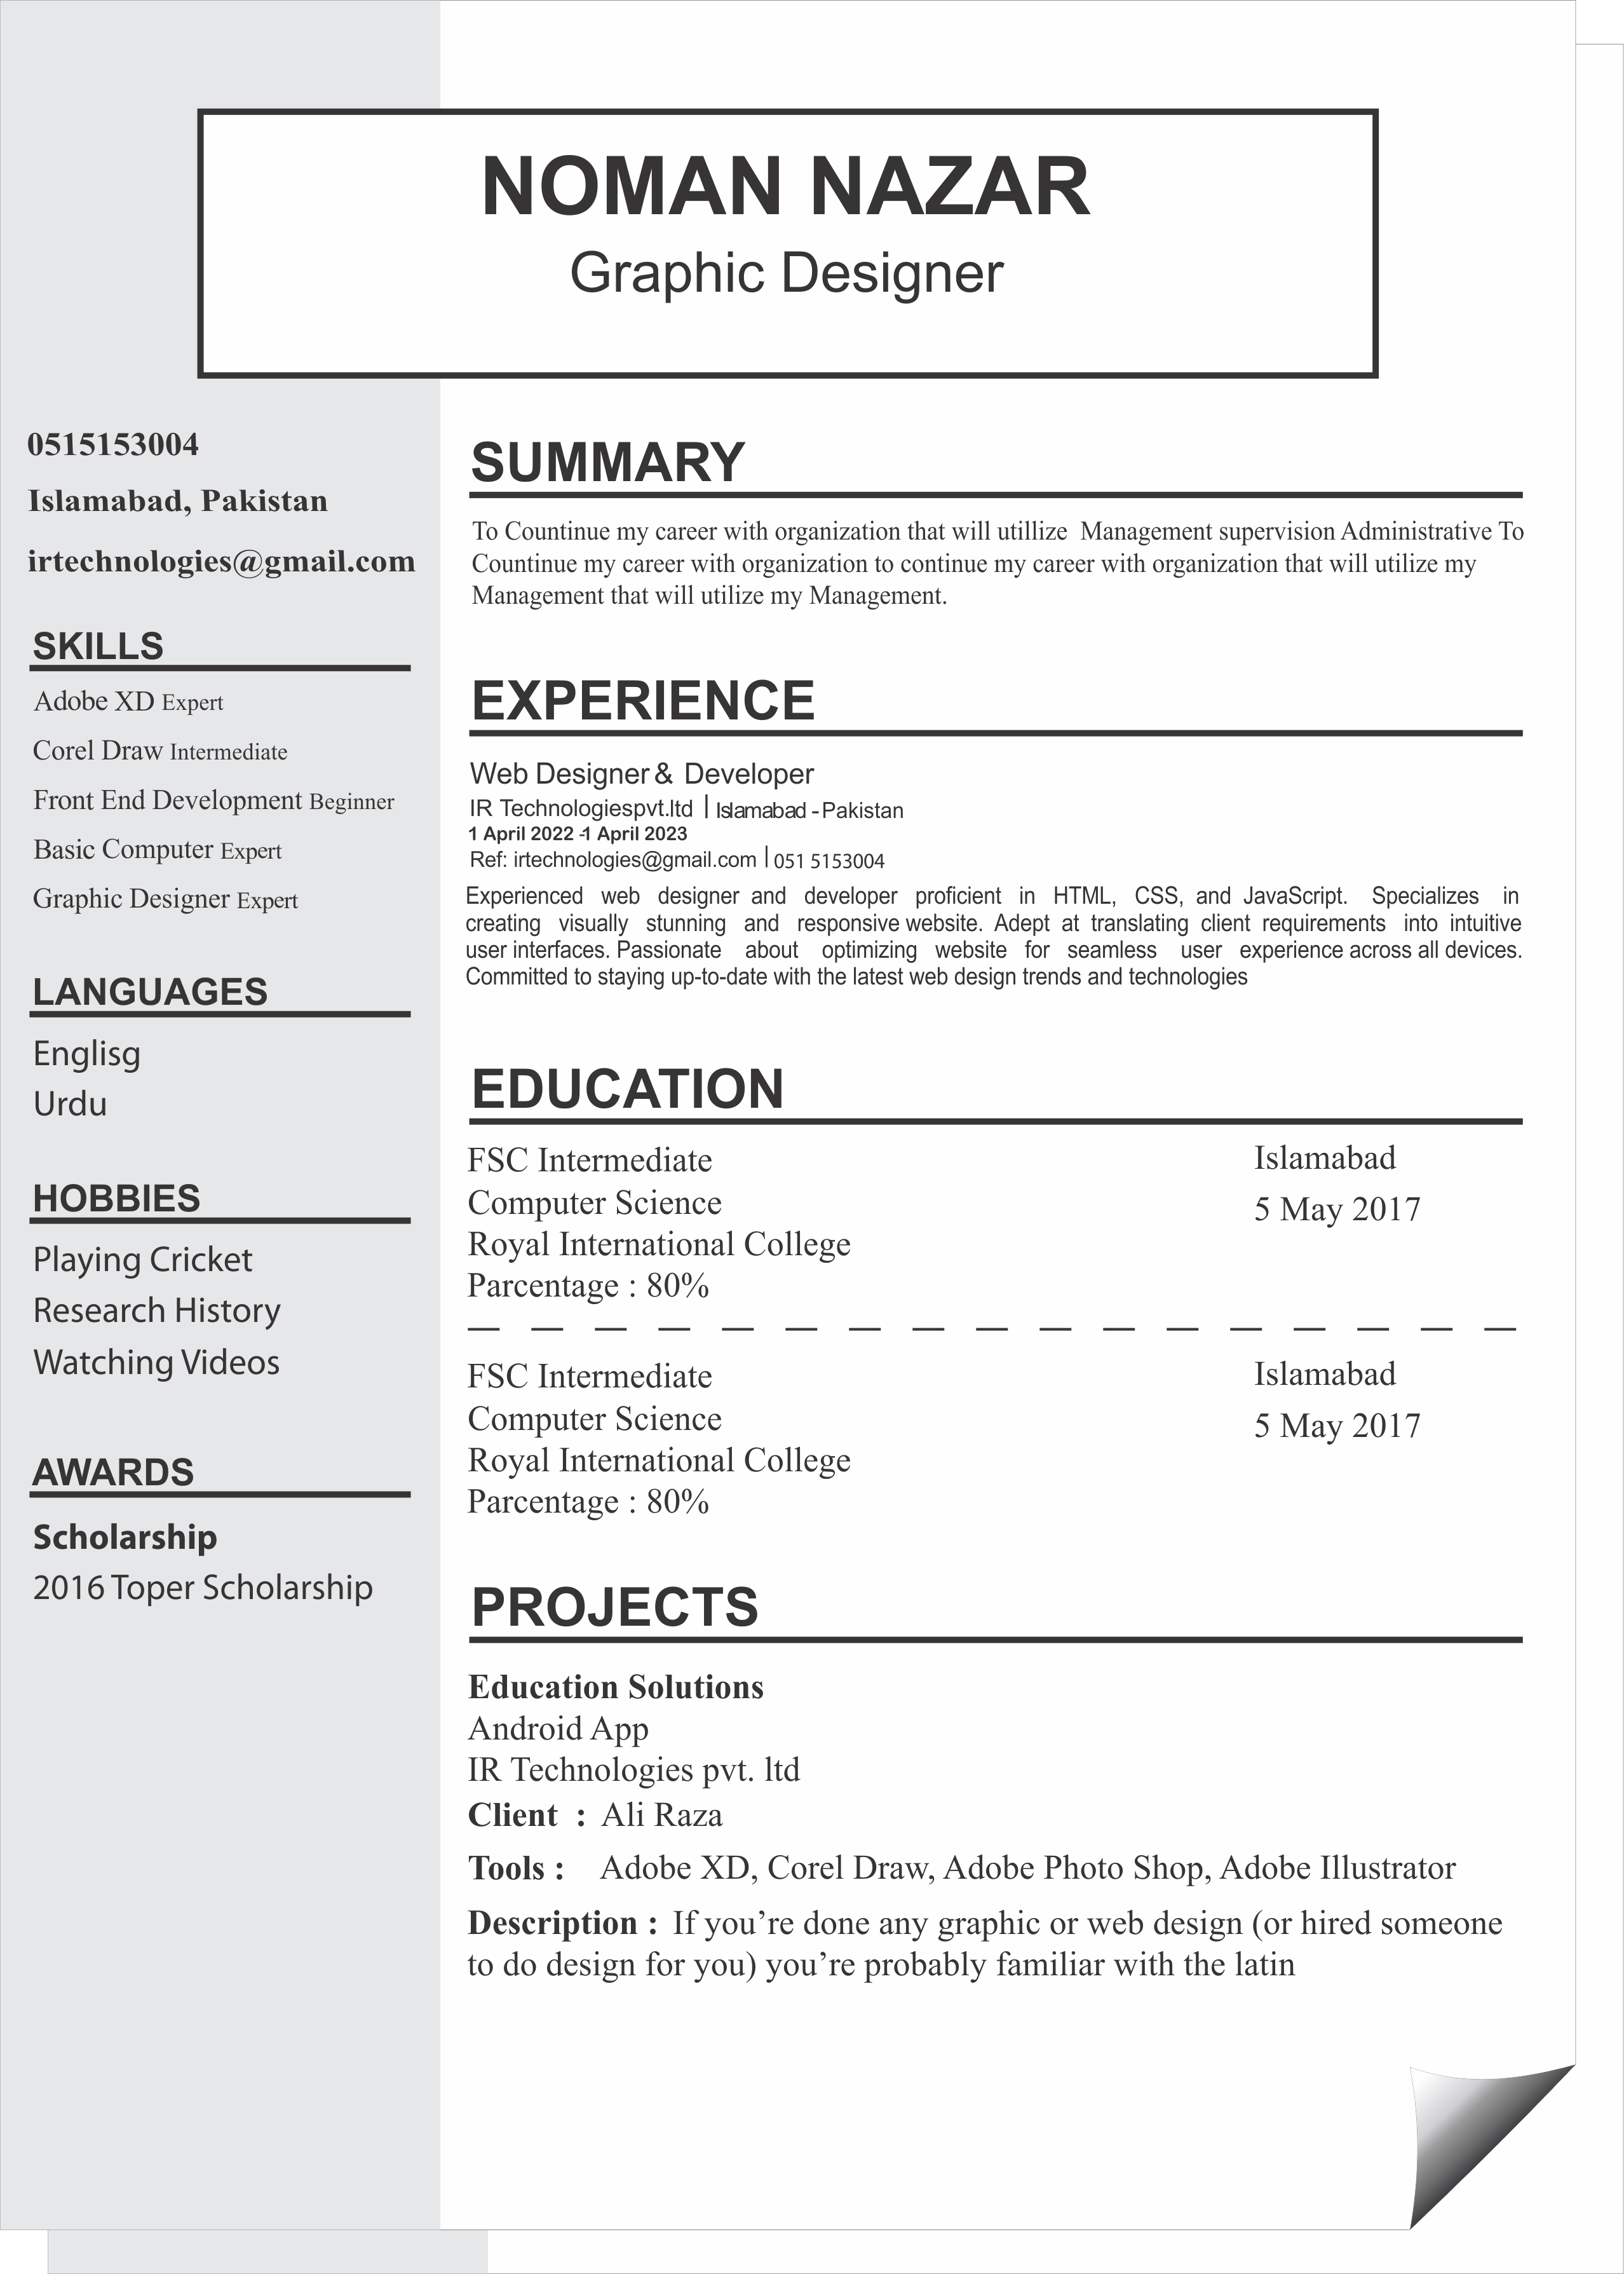 NOMAN NAZAR
Graphic Designer
0515153004
Islamabad, Pakistan
irtechnologies@gmail.com
SKILLS
Adobe XD Expert
Corel Draw Intermediate
Front End Development Beginner
Basic Computer Expert
Graphic Designer Expert
LANGUAGES
Englisg
Urdu
HOBBIES
Playing Cricket
Research History
Watching Videos
AWARDS
Scholarship
2016 Toper Scholarship
SUMMARY
To Countinue my career with organization that will utillize Management supervision Administrative To
Countinue my career with organization to continue my career with organization that will utilize my
Management that will utilize my Management.
EXPERIENCE
Web Designer & Developer
IR Technologiespvt.ltd | Islamabad - Pakistan
1 April 2022 -1 April 2023
Ref: irtechnologies@gmail.com | 051 5153004
Experienced web designer and developer proficient in HTML, CSS, and JavaScript. Specializes in
creating visually stunning and responsive website. Adept at translating client requirements into intuitive
user interfaces. Passionate about optimizing website for seamless user experience across all devices.
Committed to staying up-to-date with the latest web design trends and technologies
EDUCATION
FSC Intermediate Islamabad
Computer Science 5 May 2017
Royal International College
Parcentage : 80%
FSC Intermediate Islamabad
Computer Science 5 May 2017
Royal International College
Parcentage : 80%
PROJECTS
Education Solutions
Android App
IR Technologies pvt. ltd
Client : Ali Raza
Tools : Adobe XD, Corel Draw, Adobe Photo Shop, Adobe Illustrator
Description : If you’re done any graphic or web design (or hired someone
to do design for you) you’re probably familiar with the latin